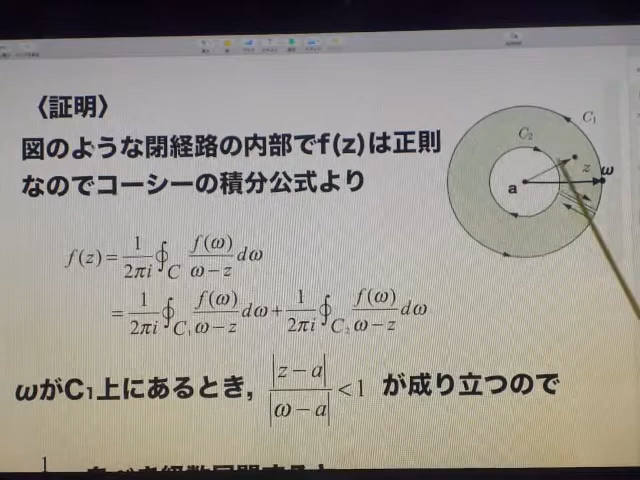 〈証明〉
図のような閉経路の内部でf(z)は正則
なのでコーシーの積分公式より
C₁
C₂
z
ω
a
f(z) = 1/2πi ∮_C f(ω)/(ω−z) dω
= 1/2πi ∮_C₁ f(ω)/(ω−z) dω + 1/2πi ∮_C₂ f(ω)/(ω−z) dω
ωがC₁上にあるとき, |z−a|/|ω−a| < 1 が成り立つので
1